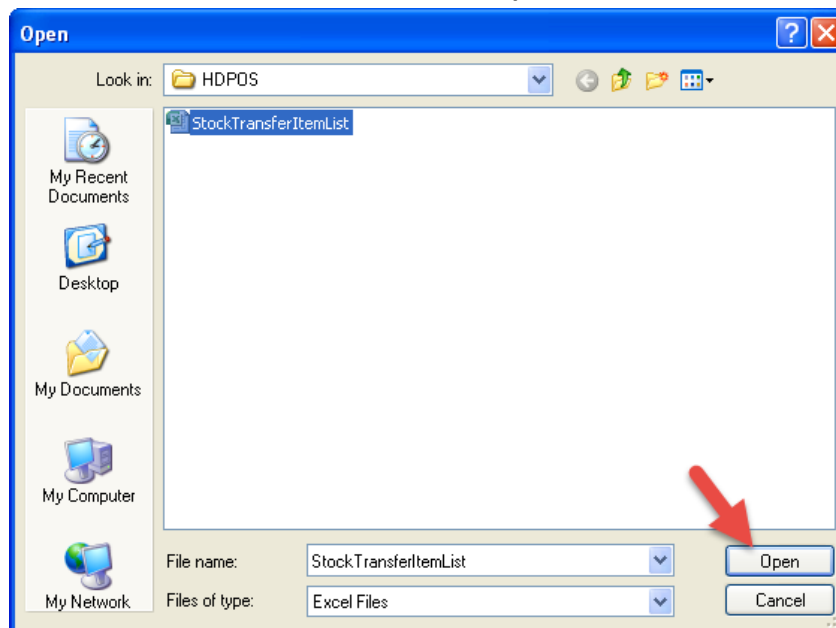 Open
Look in: HDPOS
StockTransferItemList
My Recent
Documents
Desktop
My Documents
My Computer
My Network
File name: StockTransferItemList Open
Files of type: Excel Files Cancel